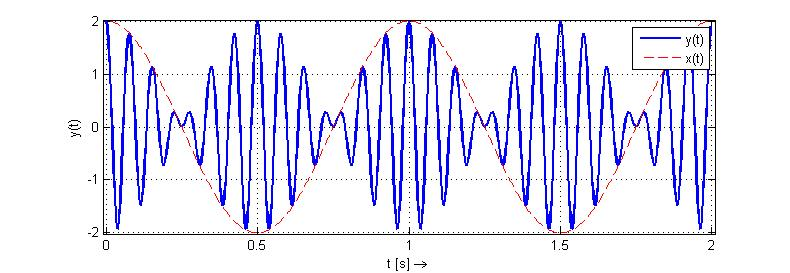 2
1
0
-1
-2
y(t)
y(t)
x(t)
0 0.5 1 1.5 2
t [s] →